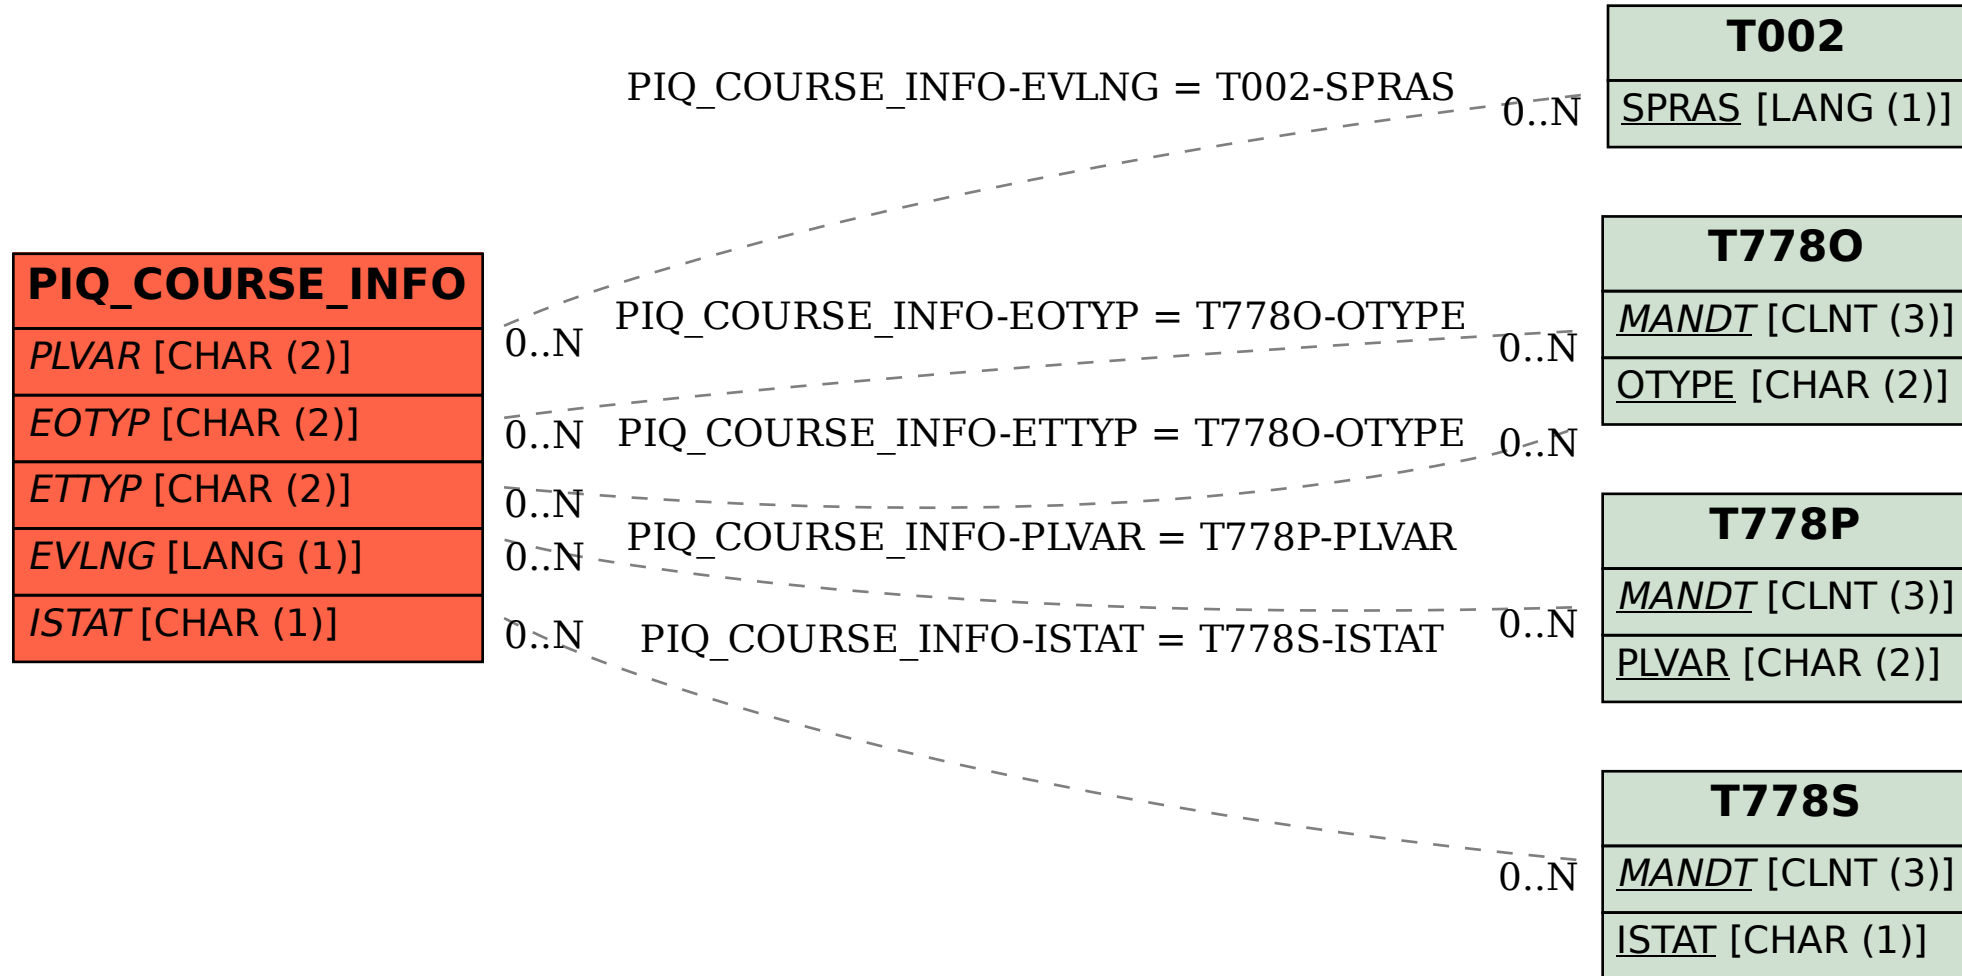 PIQ_COURSE_INFO
PLVAR [CHAR (2)]
EOTYP [CHAR (2)]
ETTYP [CHAR (2)]
EVLNG [LANG (1)]
ISTAT [CHAR (1)]
PIQ_COURSE_INFO-EVLNG = T002-SPRAS
0..N
0..N
PIQ_COURSE_INFO-EOTYP = T778O-OTYPE
0..N
0..N
PIQ_COURSE_INFO-ETTYP = T778O-OTYPE
0..N
0..N
PIQ_COURSE_INFO-PLVAR = T778P-PLVAR
0..N
0..N
PIQ_COURSE_INFO-ISTAT = T778S-ISTAT
0..N
0..N
T002
SPRAS [LANG (1)]
T778O
MANDT [CLNT (3)]
OTYPE [CHAR (2)]
T778P
MANDT [CLNT (3)]
PLVAR [CHAR (2)]
T778S
MANDT [CLNT (3)]
ISTAT [CHAR (1)]